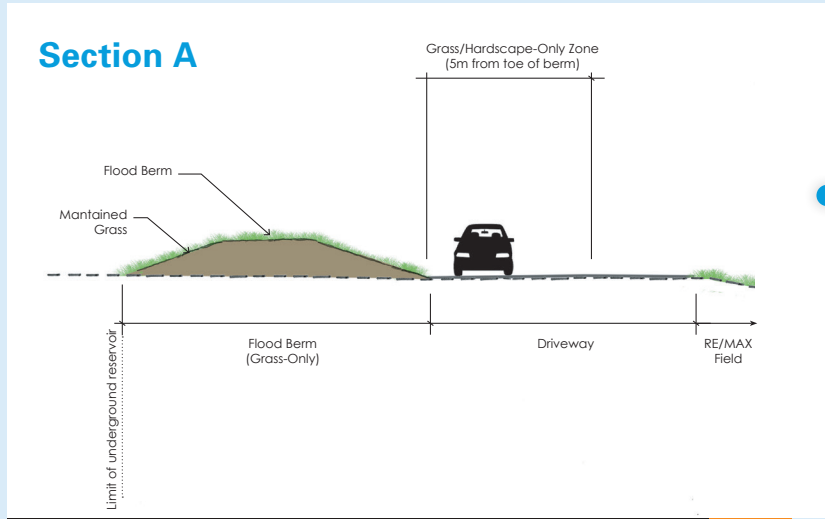 Section A
Grass/Hardscape-Only Zone
(5m from toe of berm)
Flood Berm
Mantained
Grass
Flood Berm
(Grass-Only)
Driveway
RE/MAX
Field
Limit of underground reservoir